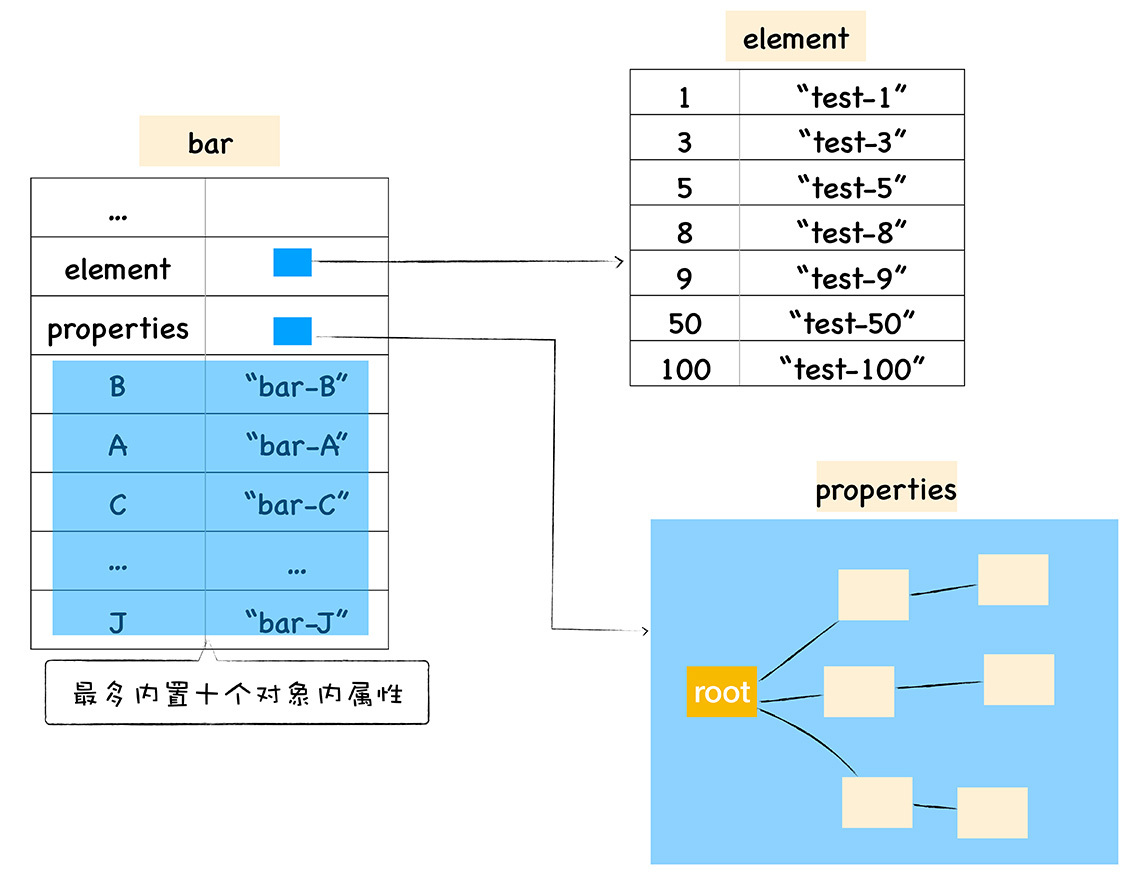 bar
...
element
properties
B "bar-B"
A "bar-A"
C "bar-C"
... ...
J "bar-J"
最多内置十个对象内属性
element
1 "test-1"
3 "test-3"
5 "test-5"
8 "test-8"
9 "test-9"
50 "test-50"
100 "test-100"
properties
root